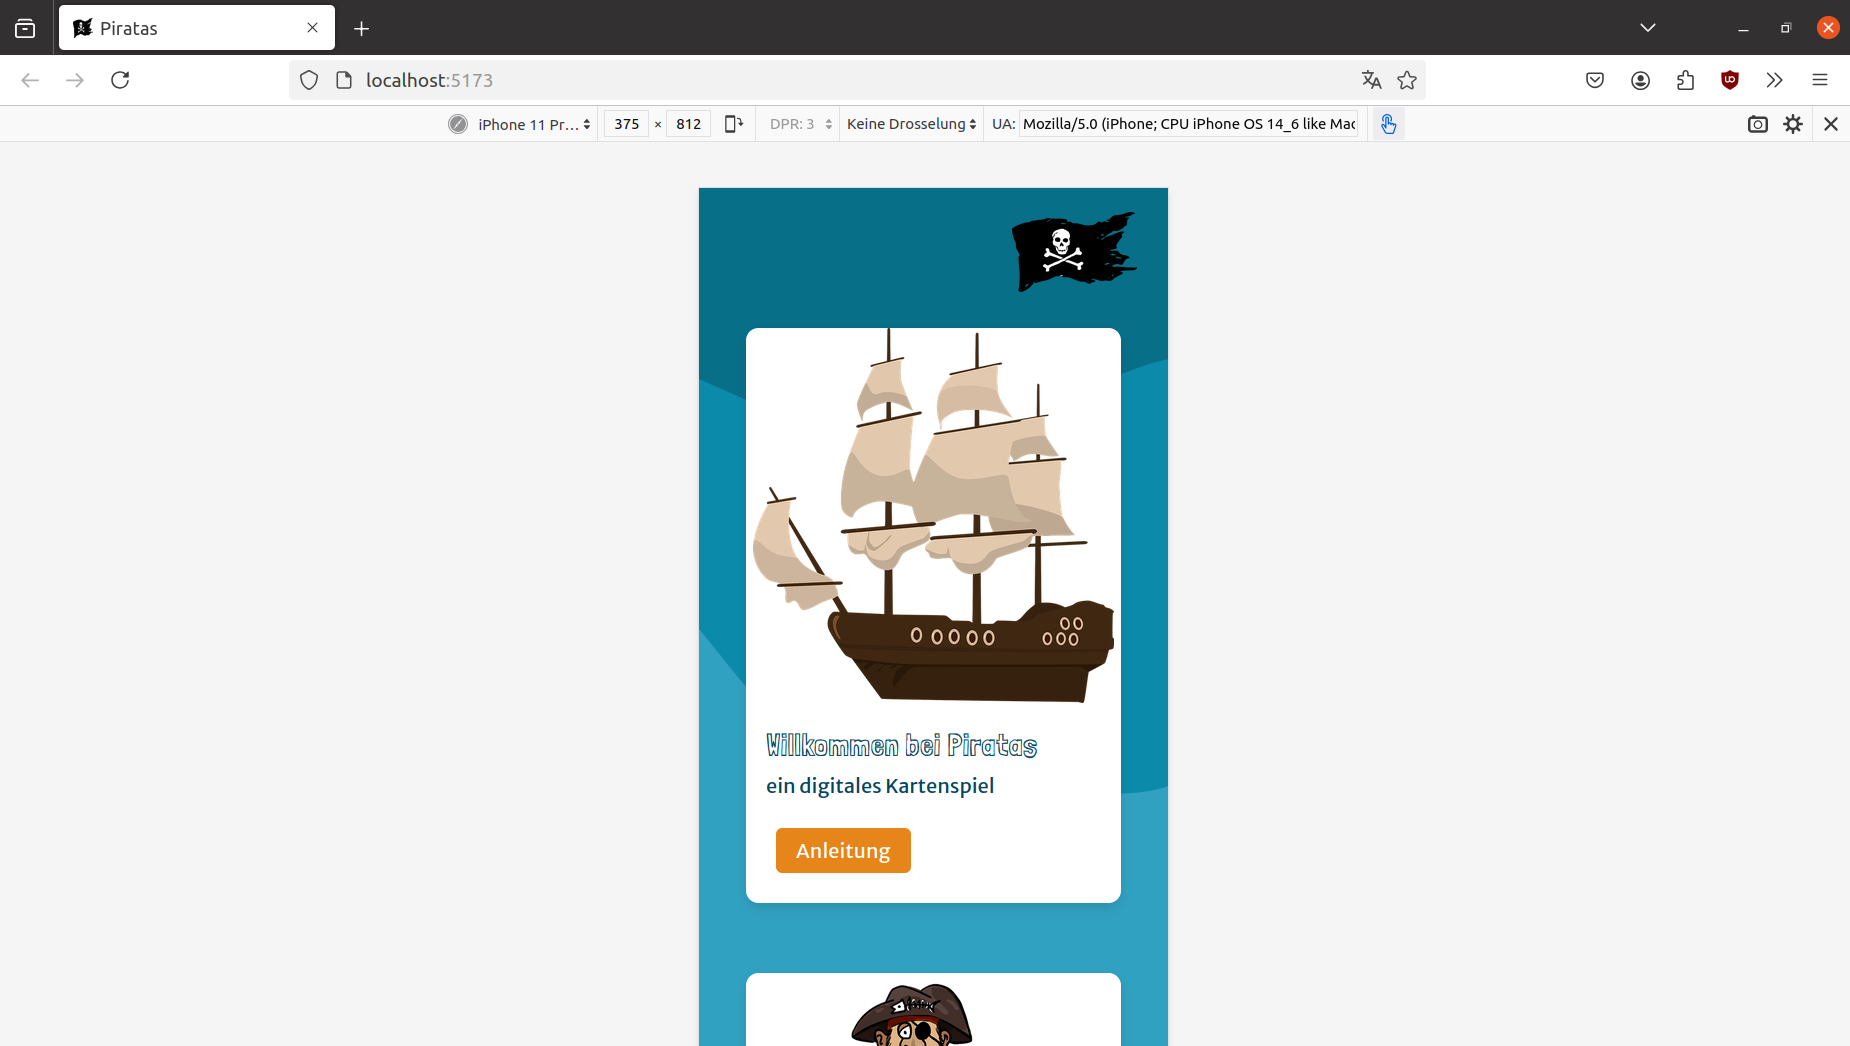 Piratas
localhost:5173
iPhone 11 Pr... 375 × 812 DPR: 3 Keine Drosselung UA: Mozilla/5.0 (iPhone; CPU iPhone OS 14_6 like Mac
Willkommen bei Piratas
ein digitales Kartenspiel
Anleitung